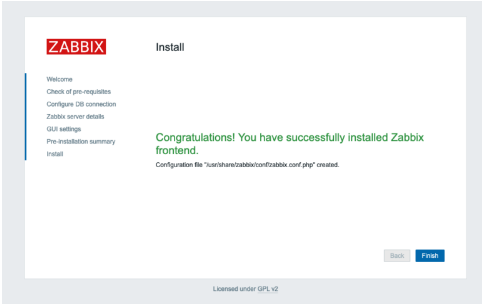 ZABBIX
Install
Welcome
Check of pre-requisites
Configure DB connection
Zabbix server details
GUI settings
Pre-installation summary
Install
Congratulations! You have successfully installed Zabbix
frontend.
Configuration file "/usr/share/zabbix/conf/zabbix.conf.php" created.
Back
Finish
Licensed under GPL v2